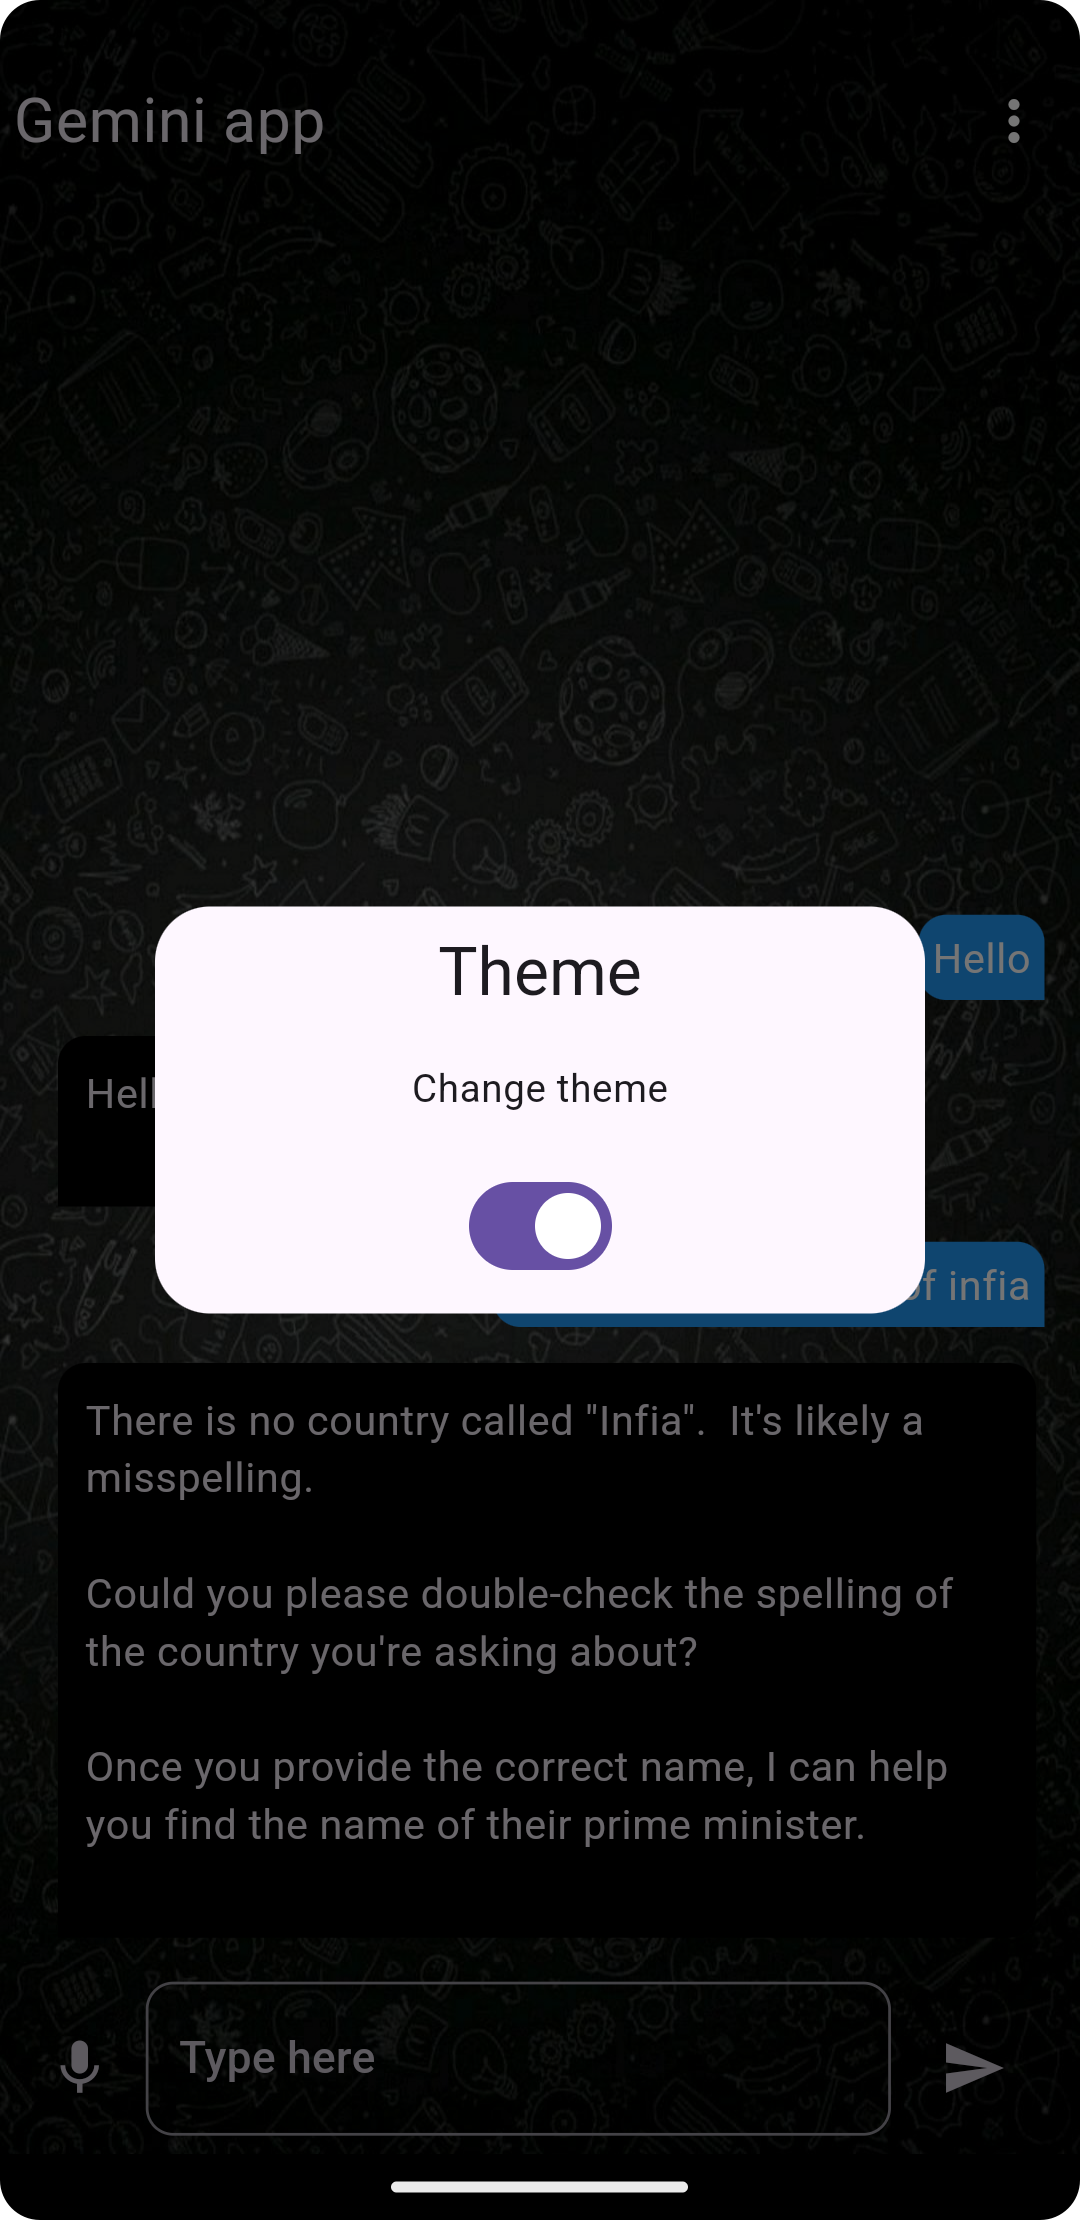 Gemini app
Hello
Theme
Change theme
Hell
of infia
There is no country called "Infia". It's likely a
misspelling.
Could you please double-check the spelling of
the country you're asking about?
Once you provide the correct name, I can help
you find the name of their prime minister.
Type here